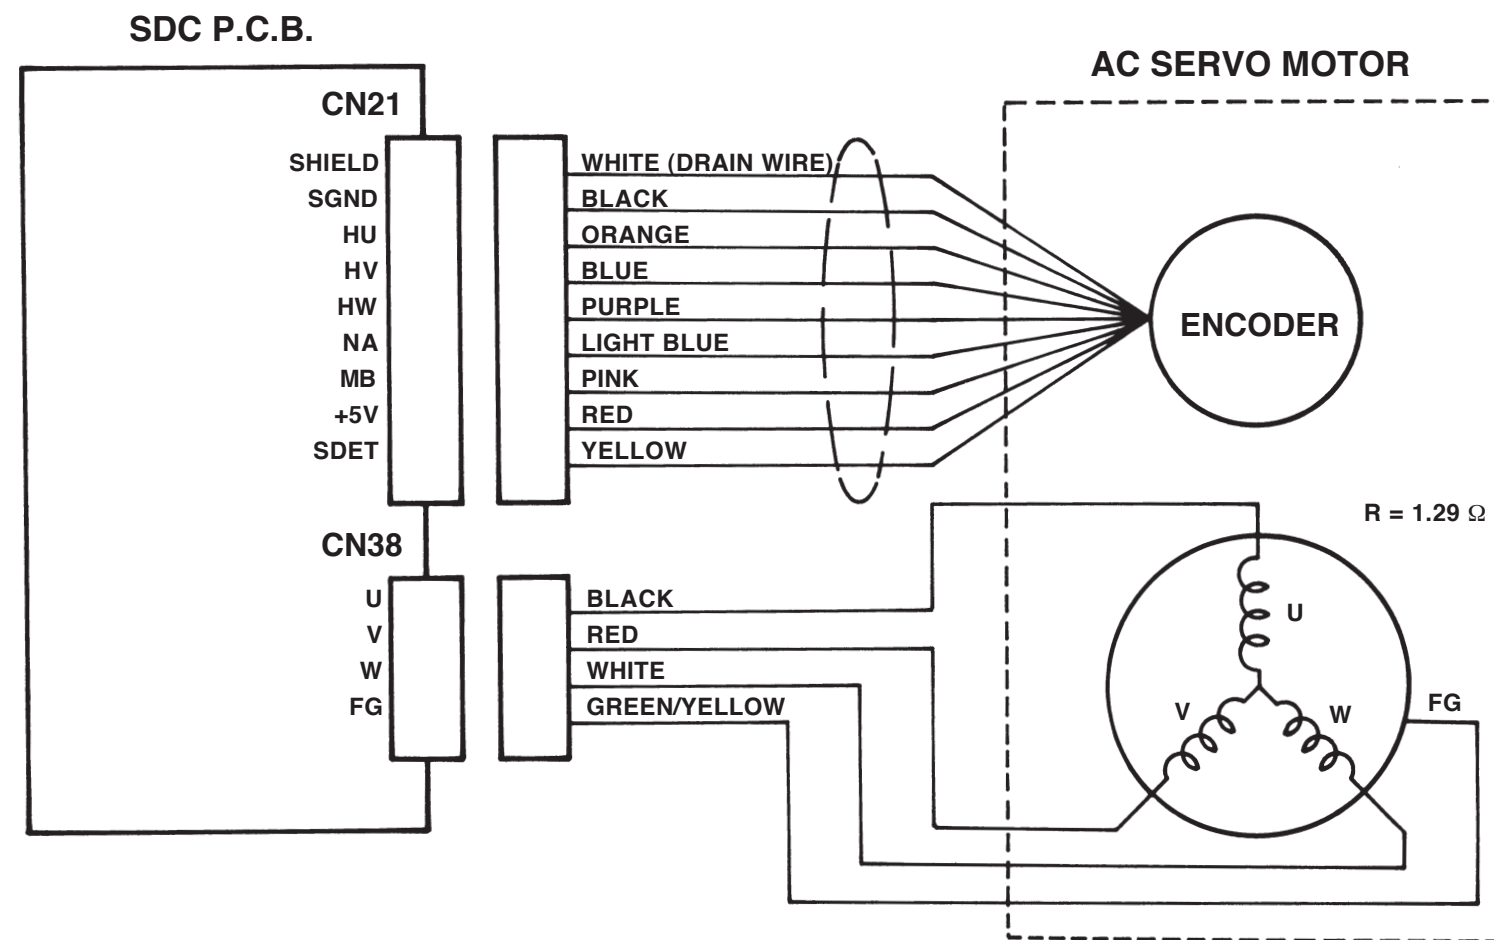 SDC P.C.B.
AC SERVO MOTOR
CN21
SHIELD WHITE (DRAIN WIRE)
SGND BLACK
HU ORANGE
HV BLUE
HW PURPLE
NA LIGHT BLUE
MB PINK
+5V RED
SDET YELLOW
ENCODER
R = 1.29 Ω
CN38
U BLACK
V RED
W WHITE
FG GREEN/YELLOW
U
V
W
FG